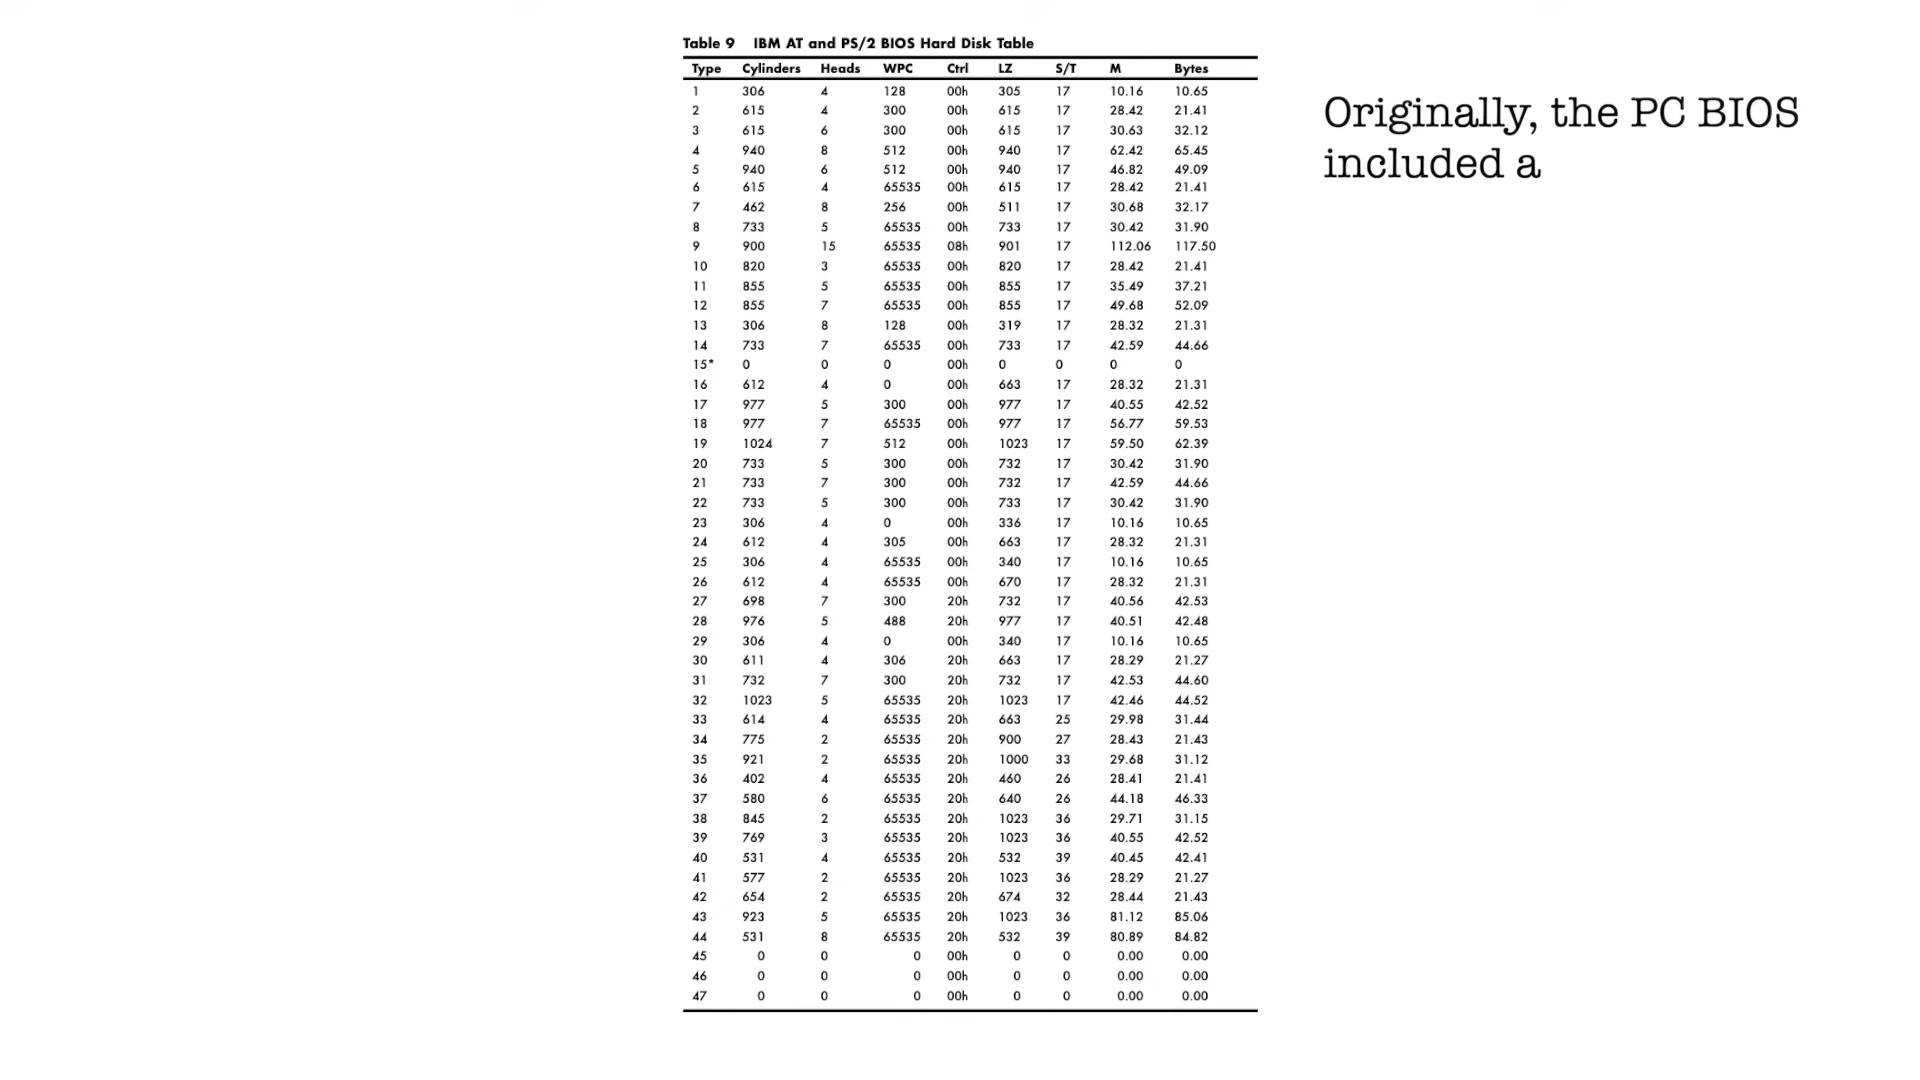 Table 9 IBM AT and PS/2 BIOS Hard Disk Table
Type Cylinders Heads WPC Ctrl LZ S/T M Bytes
1 306 4 128 00h 305 17 10.16 10.65
2 615 4 300 00h 615 17 28.42 21.41
3 615 6 300 00h 615 17 30.63 32.12
4 940 8 512 00h 940 17 62.42 65.45
5 940 6 512 00h 940 17 46.82 49.09
6 615 4 65535 00h 615 17 28.42 21.41
7 462 8 256 00h 511 17 30.68 32.17
8 733 5 65535 00h 733 17 30.42 31.90
9 900 15 65535 08h 901 17 112.06 117.50
10 820 3 65535 00h 820 17 28.42 21.41
11 855 5 65535 00h 855 17 35.49 37.21
12 855 7 65535 00h 855 17 49.68 52.09
13 306 8 128 00h 319 17 28.32 21.31
14 733 7 65535 00h 733 17 42.59 44.66
15* 0 0 0 00h 0 0 0 0
16 612 4 0 00h 663 17 28.32 21.31
17 977 5 300 00h 977 17 40.55 42.52
18 977 7 65535 00h 977 17 56.77 59.53
19 1024 7 512 00h 1023 17 59.50 62.39
20 733 5 300 00h 732 17 30.42 31.90
21 733 7 300 00h 732 17 42.59 44.66
22 733 5 300 00h 733 17 30.42 31.90
23 306 4 0 00h 336 17 10.16 10.65
24 612 4 305 00h 663 17 28.32 21.31
25 306 4 65535 00h 340 17 10.16 10.65
26 612 4 65535 00h 670 17 28.32 21.31
27 698 7 300 20h 732 17 40.56 42.53
28 976 5 488 20h 977 17 40.51 42.48
29 306 4 0 00h 340 17 10.16 10.65
30 611 4 306 20h 663 17 28.29 21.27
31 732 7 300 20h 732 17 42.53 44.60
32 1023 5 65535 20h 1023 17 42.46 44.52
33 614 4 65535 20h 663 25 29.98 31.44
34 775 2 65535 20h 900 27 28.43 21.43
35 921 2 65535 20h 1000 33 29.68 31.12
36 402 4 65535 20h 460 26 28.41 21.41
37 580 6 65535 20h 640 26 44.18 46.33
38 845 2 65535 20h 1023 36 29.71 31.15
39 769 3 65535 20h 1023 36 40.55 42.52
40 531 4 65535 20h 532 39 40.45 42.41
41 577 2 65535 20h 1023 36 28.29 21.27
42 654 2 65535 20h 674 32 28.44 21.43
43 923 5 65535 20h 1023 36 81.12 85.06
44 531 8 65535 20h 532 39 80.89 84.82
45 0 0 0 00h 0 0 0.00 0.00
46 0 0 0 00h 0 0 0.00 0.00
47 0 0 0 00h 0 0 0.00 0.00
Originally, the PC BIOS
included a